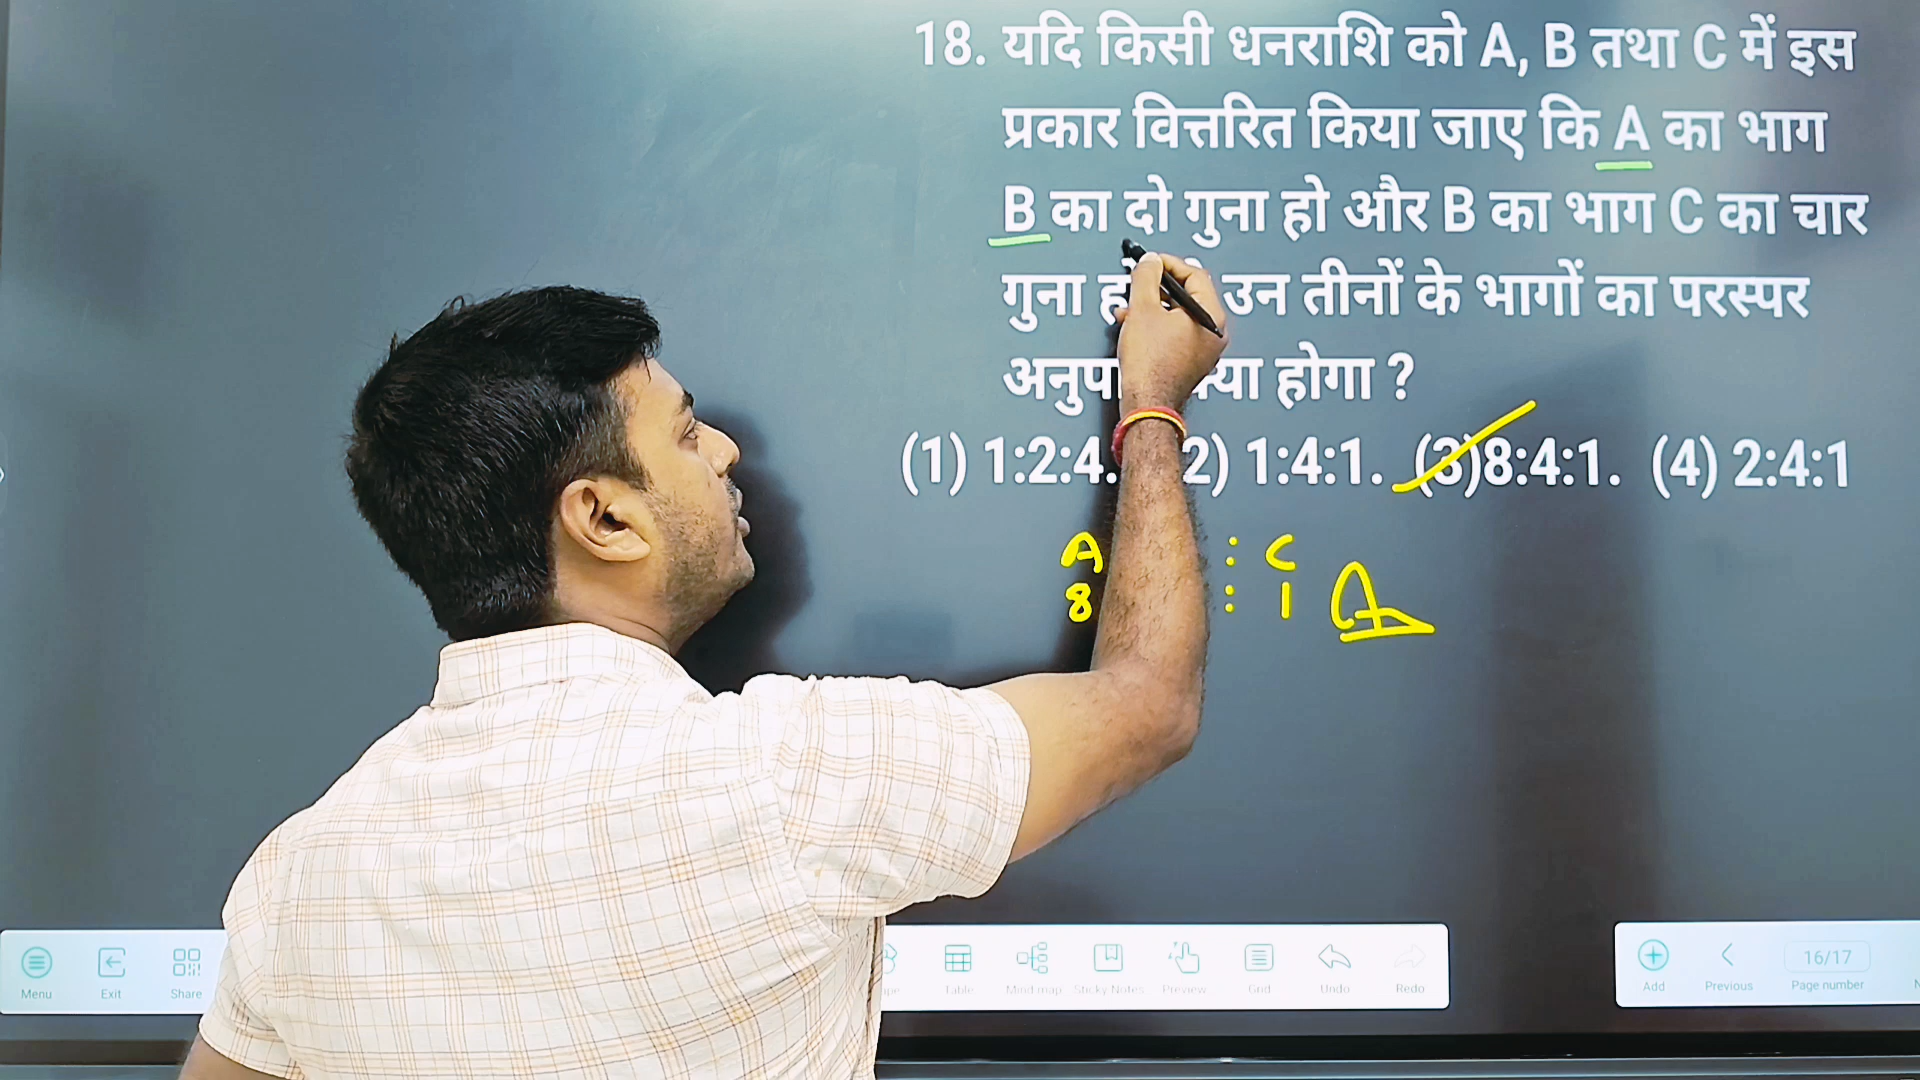 18. यदि किसी धनराशि को A, B तथा C में इस
प्रकार वित्तरित किया जाए कि A का भाग
B का दो गुना हो और B का भाग C का चार
गुना उन तीनों के भागों का परस्पर
होगा ?
(1) 1:2:4. 2) 1:4:1. (3)8:4:1. (4) 2:4:1
A : C
8 : 1
Menu Exit Share Table Mind map Sticky Notes Preview Grid Undo Redo Add Previous 16/17 Page number